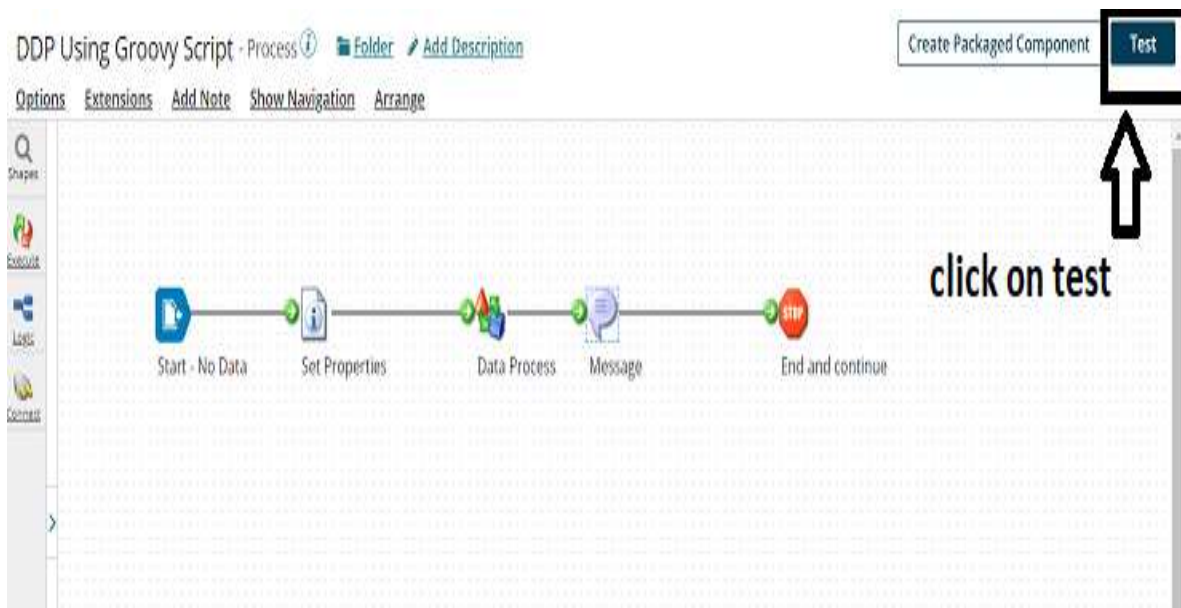 DDP Using Groovy Script - Process i Folder Add Description
Create Packaged Component Test
Options Extensions Add Note Show Navigation Arrange
Shapes
Execute
Logic
Connect
click on test
STOP
Start - No Data Set Properties Data Process Message End and continue